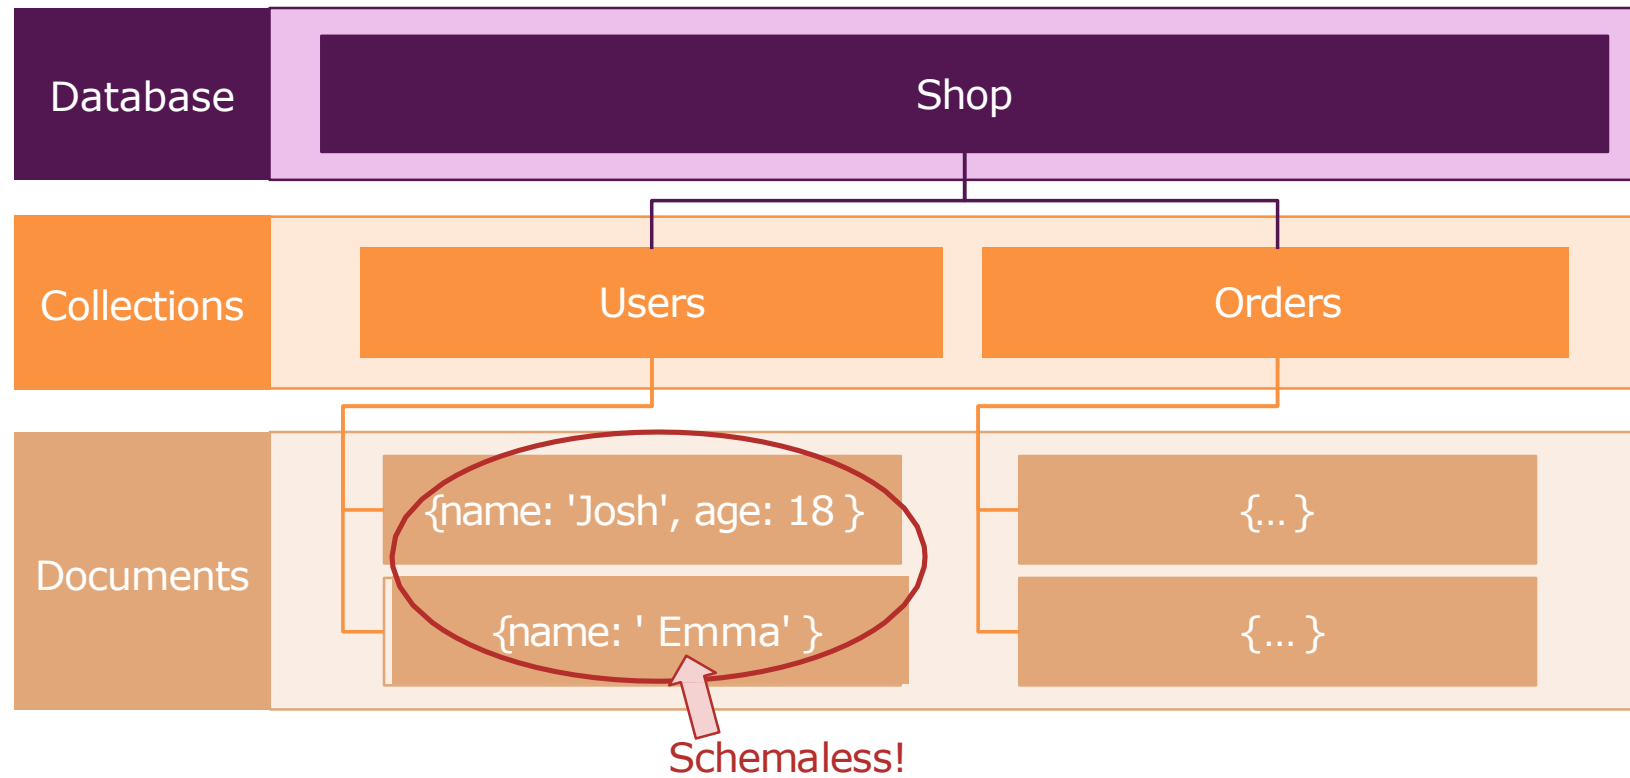 Database
Shop
Collections
Users
Orders
Documents
{name: 'Josh', age: 18 }
{... }
{name: ' Emma' }
{... }
Schemaless!